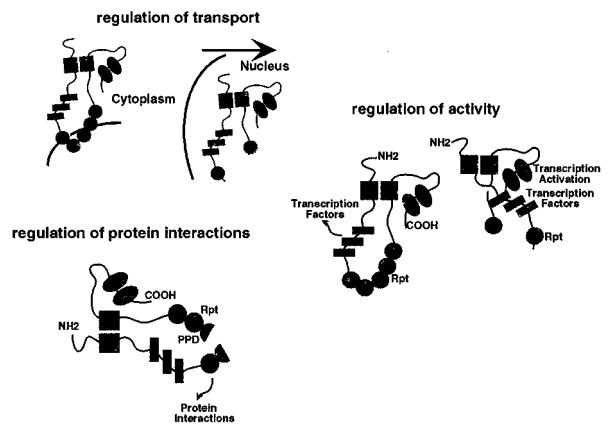 regulation of transport
Nucleus
Cytoplasm
regulation of activity
NH2
Transcription
Factors
COOH
Rpt
NH2
Transcription
Activation
Transcription
Factors
Rpt
regulation of protein interactions
COOH
Rpt
PPD
NH2
Protein
Interactions